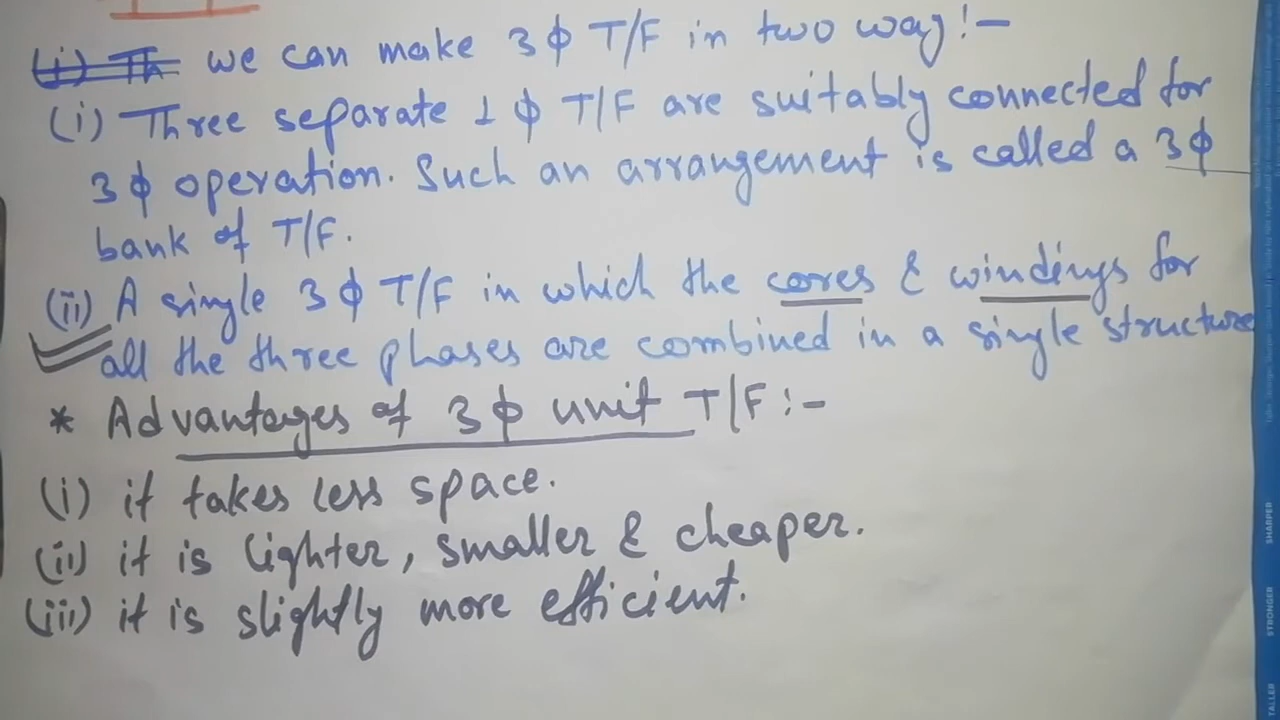 (i) Th we can make 3ϕ T/F in two way:-
(i) Three separate 1ϕ T/F are suitably connected for
3ϕ operation. Such an arrangement is called a 3ϕ
bank of T/F.
(ii) A single 3ϕ T/F in which the cores & windings for
all the three phases are combined in a single structure
* Advantages of 3ϕ unit T/F:-
(i) it takes less space.
(ii) it is lighter, smaller & cheaper.
(iii) it is slightly more efficient.
SHARPER
STRONGER
TALLER